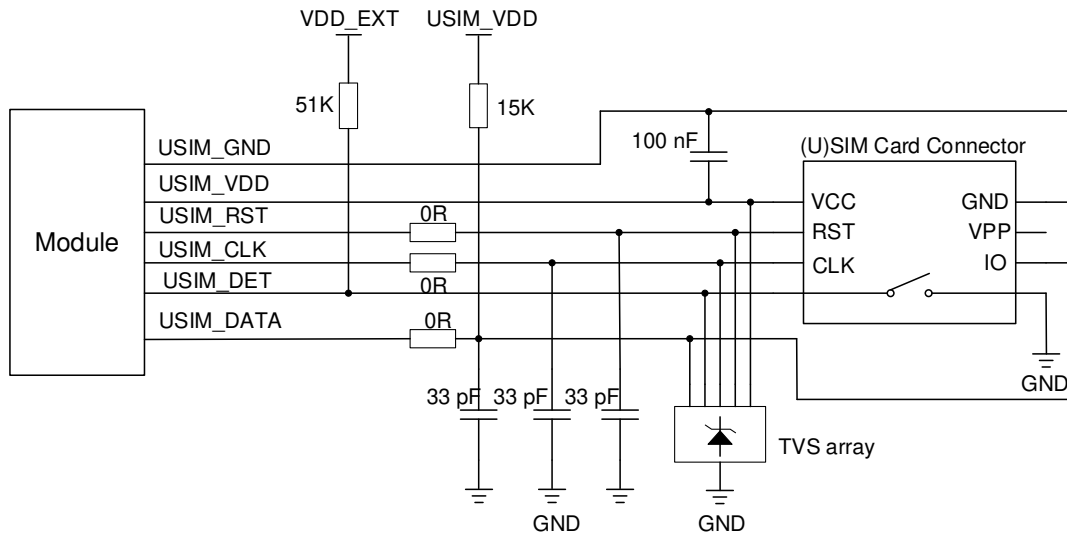 VDD_EXT
USIM_VDD
51K
15K
100 nF
(U)SIM Card Connector
Module
USIM_GND
USIM_VDD
USIM_RST
0R
USIM_CLK
USIM_DET
0R
USIM_DATA
0R
VCC
GND
RST
VPP
CLK
IO
GND
33 pF
33 pF
33 pF
TVS array
GND
GND